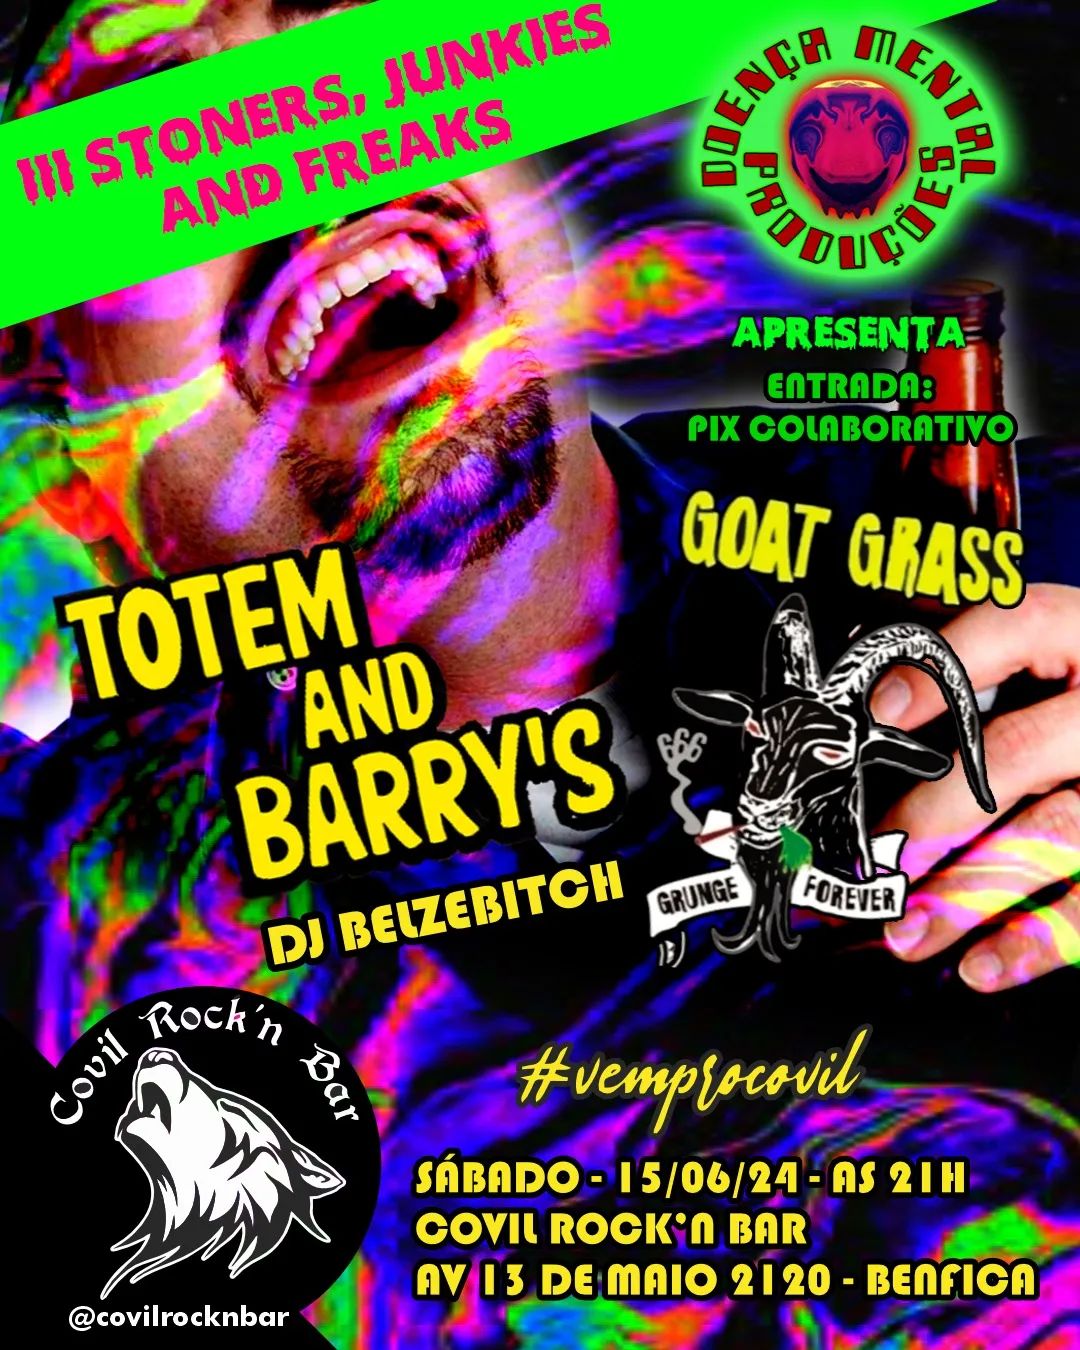 III STONERS, JUNKIES
AND FREAKS
DOENÇA MENTAL
PRODUÇÕES
APRESENTA
ENTRADA:
PIX COLABORATIVO
GOAT GRASS
TOTEM
AND
BARRY'S
666
GRUNGE FOREVER
DJ BELZEBITCH
Covil Rock'n Bar
#vemprocovil
SÁBADO - 15/06/24 - AS 21H
COVIL ROCK'N BAR
AV 13 DE MAIO 2120 - BENFICA
@covilrocknbar